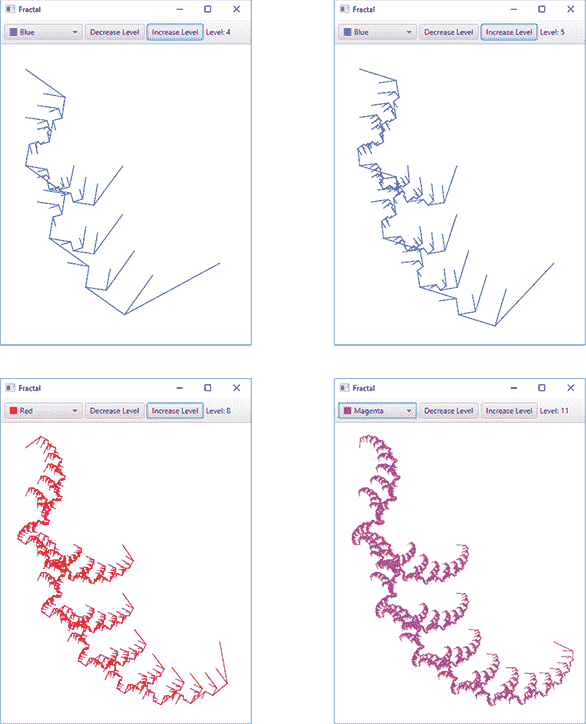 Fractal
Blue Decrease Level Increase Level Level: 4
Fractal
Blue Decrease Level Increase Level Level: 5
Fractal
Red Decrease Level Increase Level Level: 8
Fractal
Magenta Decrease Level Increase Level Level: 11